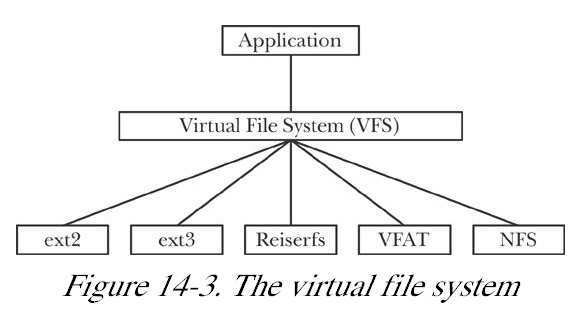 Application
Virtual File System (VFS)
ext2 ext3 Reiserfs VFAT NFS
Figure 14-3. The virtual file system